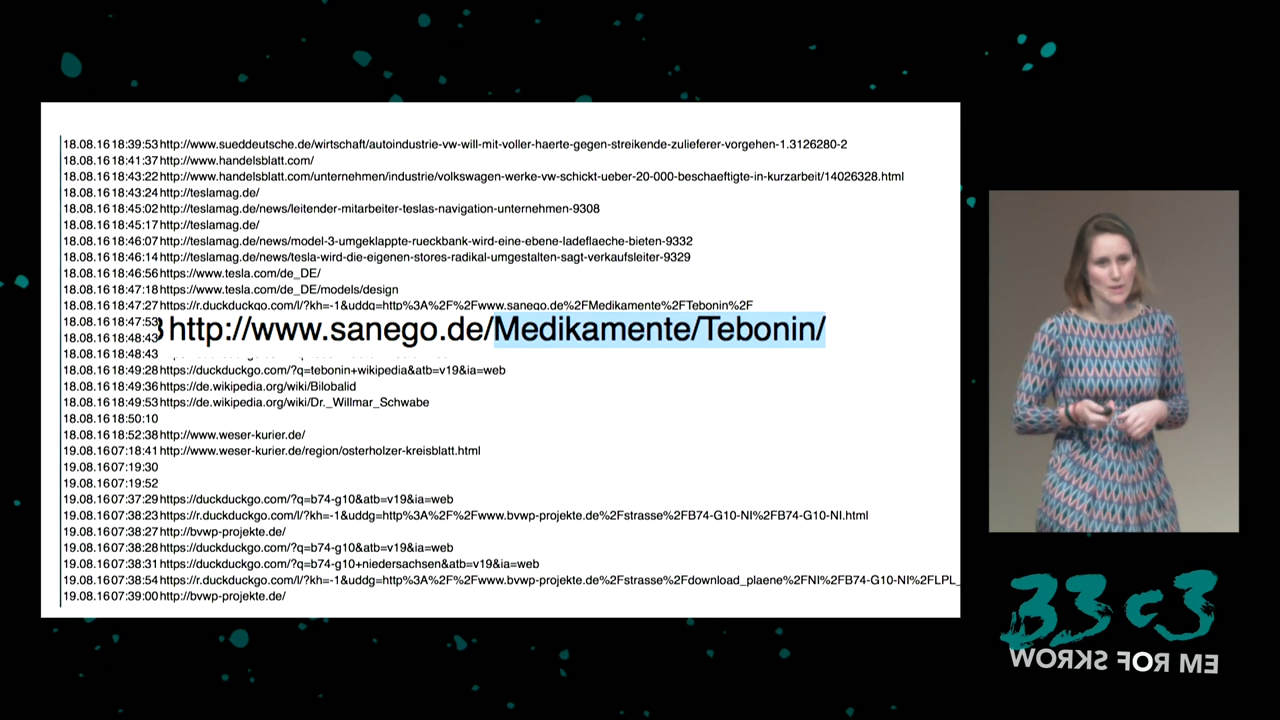 18.08.16 18:39:53 http://www.sueddeutsche.de/wirtschaft/autoindustrie-vw-will-mit-voller-haerte-gegen-streikende-zulieferer-vorgehen-1.3126280-2
18.08.16 18:41:37 http://www.handelsblatt.com/
18.08.16 18:43:22 http://www.handelsblatt.com/unternehmen/industrie/volkswagen-werke-vw-schickt-ueber-20-000-beschaeftigte-in-kurzarbeit/14026328.html
18.08.16 18:43:24 http://teslamag.de/
18.08.16 18:45:02 http://teslamag.de/news/leitender-mitarbeiter-teslas-navigation-unternehmen-9308
18.08.16 18:45:17 http://teslamag.de/
18.08.16 18:46:07 http://teslamag.de/news/model-3-umgeklappte-rueckbank-wird-eine-ebene-ladeflaeche-bieten-9332
18.08.16 18:46:14 http://teslamag.de/news/tesla-wird-die-eigenen-stores-radikal-umgestalten-sagt-verkaufsleiter-9329
18.08.16 18:46:56 https://www.tesla.com/de_DE/
18.08.16 18:47:18 https://www.tesla.com/de_DE/models/design
18.08.16 18:47:27 https://r.duckduckgo.com/l/?kh=-1&uddg=http%3A%2F%2Fwww.sanego.de%2FMedikamente%2FTebonin%2F
18.08.16 18:47:53
http://www.sanego.de/Medikamente/Tebonin/
18.08.16 18:48:43
18.08.16 18:48:43
18.08.16 18:49:28 https://duckduckgo.com/?q=tebonin+wikipedia&atb=v19&ia=web
18.08.16 18:49:36 https://de.wikipedia.org/wiki/Bilobalid
18.08.16 18:49:53 https://de.wikipedia.org/wiki/Dr._Willmar_Schwabe
18.08.16 18:50:10
18.08.16 18:52:38 http://www.weser-kurier.de/
19.08.16 07:18:41 http://www.weser-kurier.de/region/osterholzer-kreisblatt.html
19.08.16 07:19:30
19.08.16 07:19:52
19.08.16 07:37:29 https://duckduckgo.com/?q=b74-g10&atb=v19&ia=web
19.08.16 07:38:23 https://r.duckduckgo.com/l/?kh=-1&uddg=http%3A%2F%2Fwww.bvwp-projekte.de%2Fstrasse%2FB74-G10-NI%2FB74-G10-NI.html
19.08.16 07:38:27 http://bvwp-projekte.de/
19.08.16 07:38:28 https://duckduckgo.com/?q=b74-g10&atb=v19&ia=web
19.08.16 07:38:31 https://duckduckgo.com/?q=b74-g10+niedersachsen&atb=v19&ia=web
19.08.16 07:38:54 https://r.duckduckgo.com/l/?kh=-1&uddg=http%3A%2F%2Fwww.bvwp-projekte.de%2Fstrasse%2Fdownload_plaene%2FNI%2FB74-G10-NI%2FLPL_
19.08.16 07:39:00 http://bvwp-projekte.de/
33c3
WORKS FOR ME